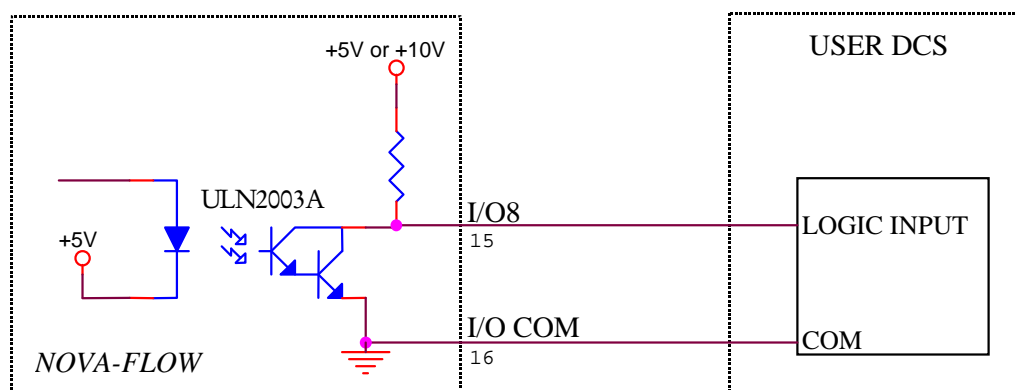 +5V or +10V
USER DCS
ULN2003A
I/O8
15
LOGIC INPUT
+5V
I/O COM
16
COM
NOVA-FLOW